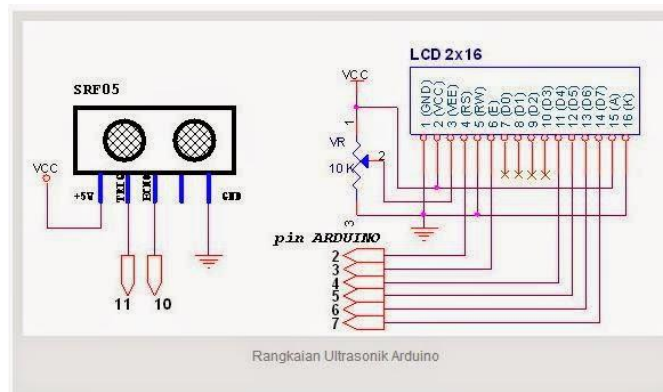 LCD 2x16
SRF05
VCC
1 (GND)
2 (VCC)
3 (VEE)
4 (RS)
5 (RW)
6 (E)
7 (D0)
8 (D1)
9 (D2)
10 (D3)
11 (D4)
12 (D5)
13 (D6)
14 (D7)
15 (A)
16 (K)
1
VR
2
10 K
3
VCC
+5V
TRIG
ECHO
GND
pin ARDUINO
2
3
4
5
6
7
11
10
Rangkaian Ultrasonik Arduino